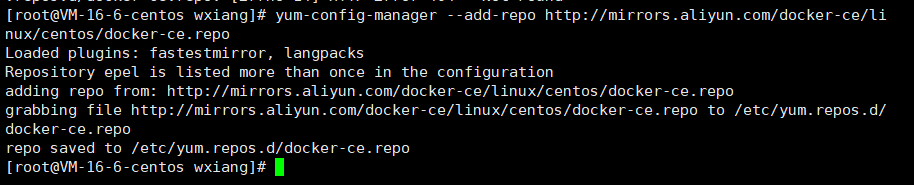 [root@VM-16-6-centos wxiang]# yum-config-manager --add-repo http://mirrors.aliyun.com/docker-ce/li
nux/centos/docker-ce.repo
Loaded plugins: fastestmirror, langpacks
Repository epel is listed more than once in the configuration
adding repo from: http://mirrors.aliyun.com/docker-ce/linux/centos/docker-ce.repo
grabbing file http://mirrors.aliyun.com/docker-ce/linux/centos/docker-ce.repo to /etc/yum.repos.d/
docker-ce.repo
repo saved to /etc/yum.repos.d/docker-ce.repo
[root@VM-16-6-centos wxiang]#